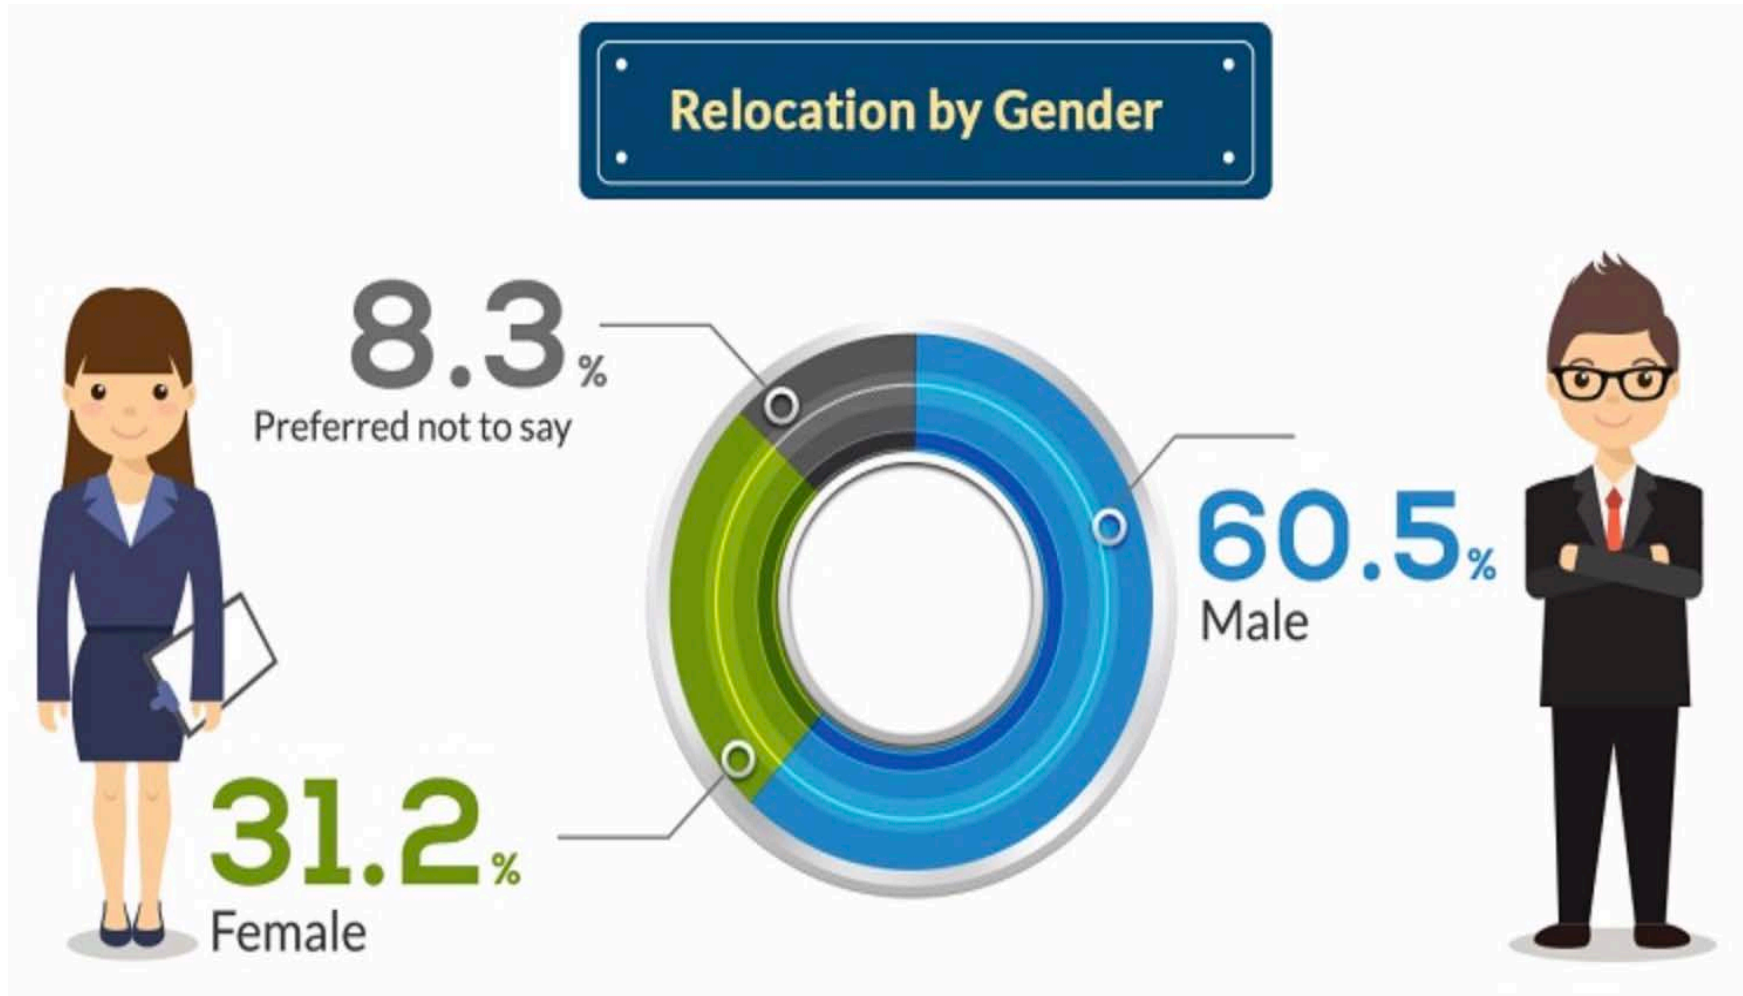 Relocation by Gender
8.3%
Preferred not to say
60.5%
Male
31.2%
Female